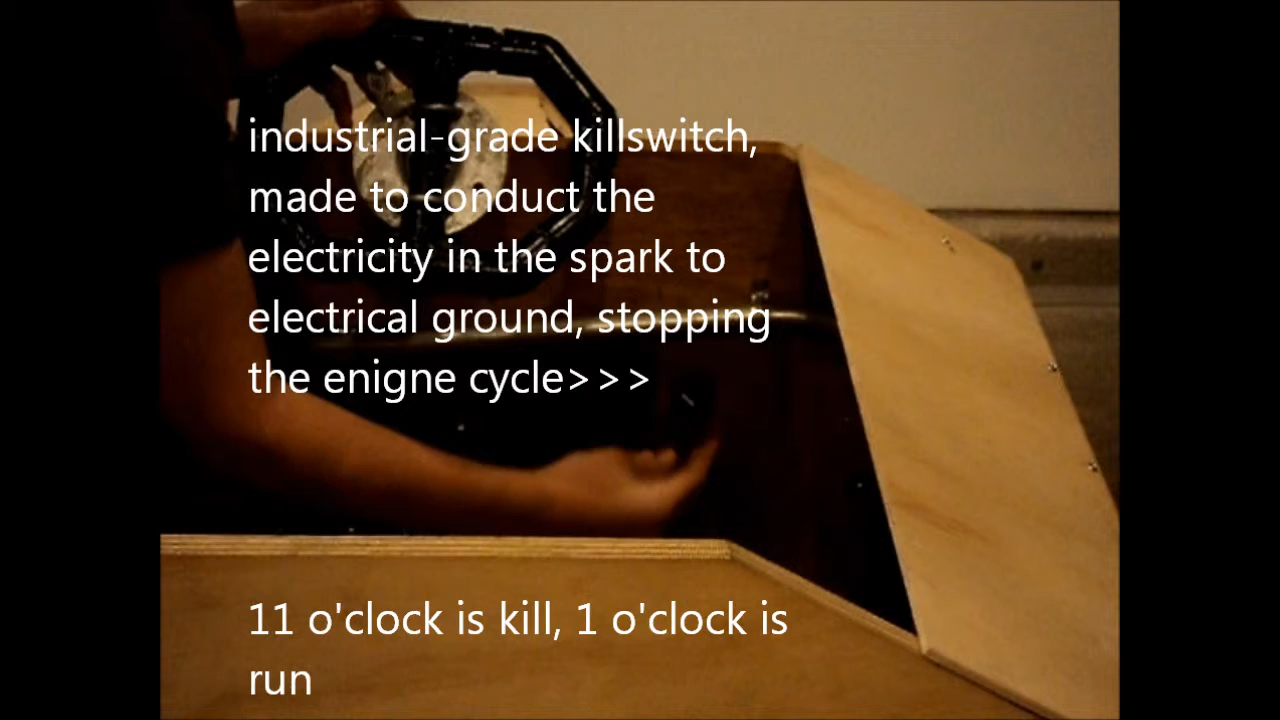 industrial-grade killswitch,
made to conduct the
electricity in the spark to
electrical ground, stopping
the enigne cycle>>>
11 o'clock is kill, 1 o'clock is
run